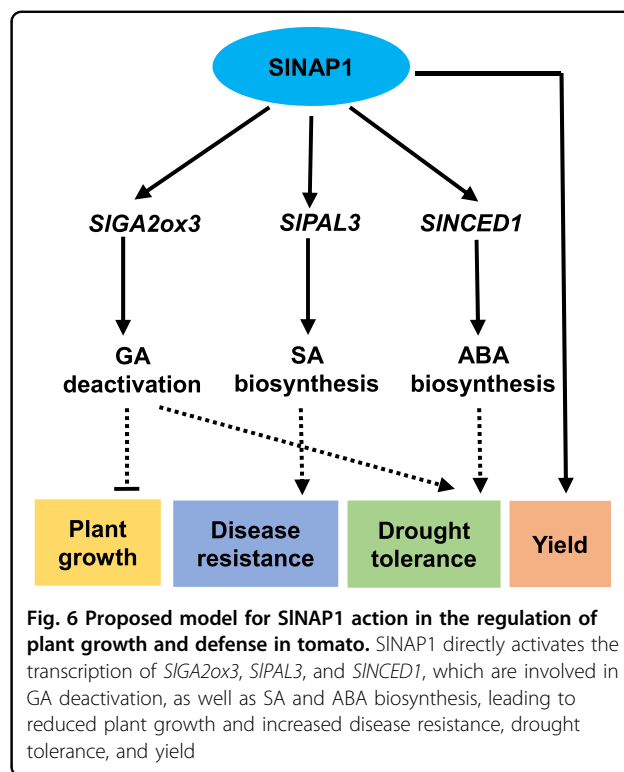 SlNAP1
SlGA2ox3 SlPAL3 SlNCED1
GA SA ABA
deactivation biosynthesis biosynthesis
Plant Disease Drought Yield
growth resistance tolerance
Fig. 6 Proposed model for SlNAP1 action in the regulation of
plant growth and defense in tomato. SlNAP1 directly activates the
transcription of SlGA2ox3, SlPAL3, and SlNCED1, which are involved in
GA deactivation, as well as SA and ABA biosynthesis, leading to
reduced plant growth and increased disease resistance, drought
tolerance, and yield